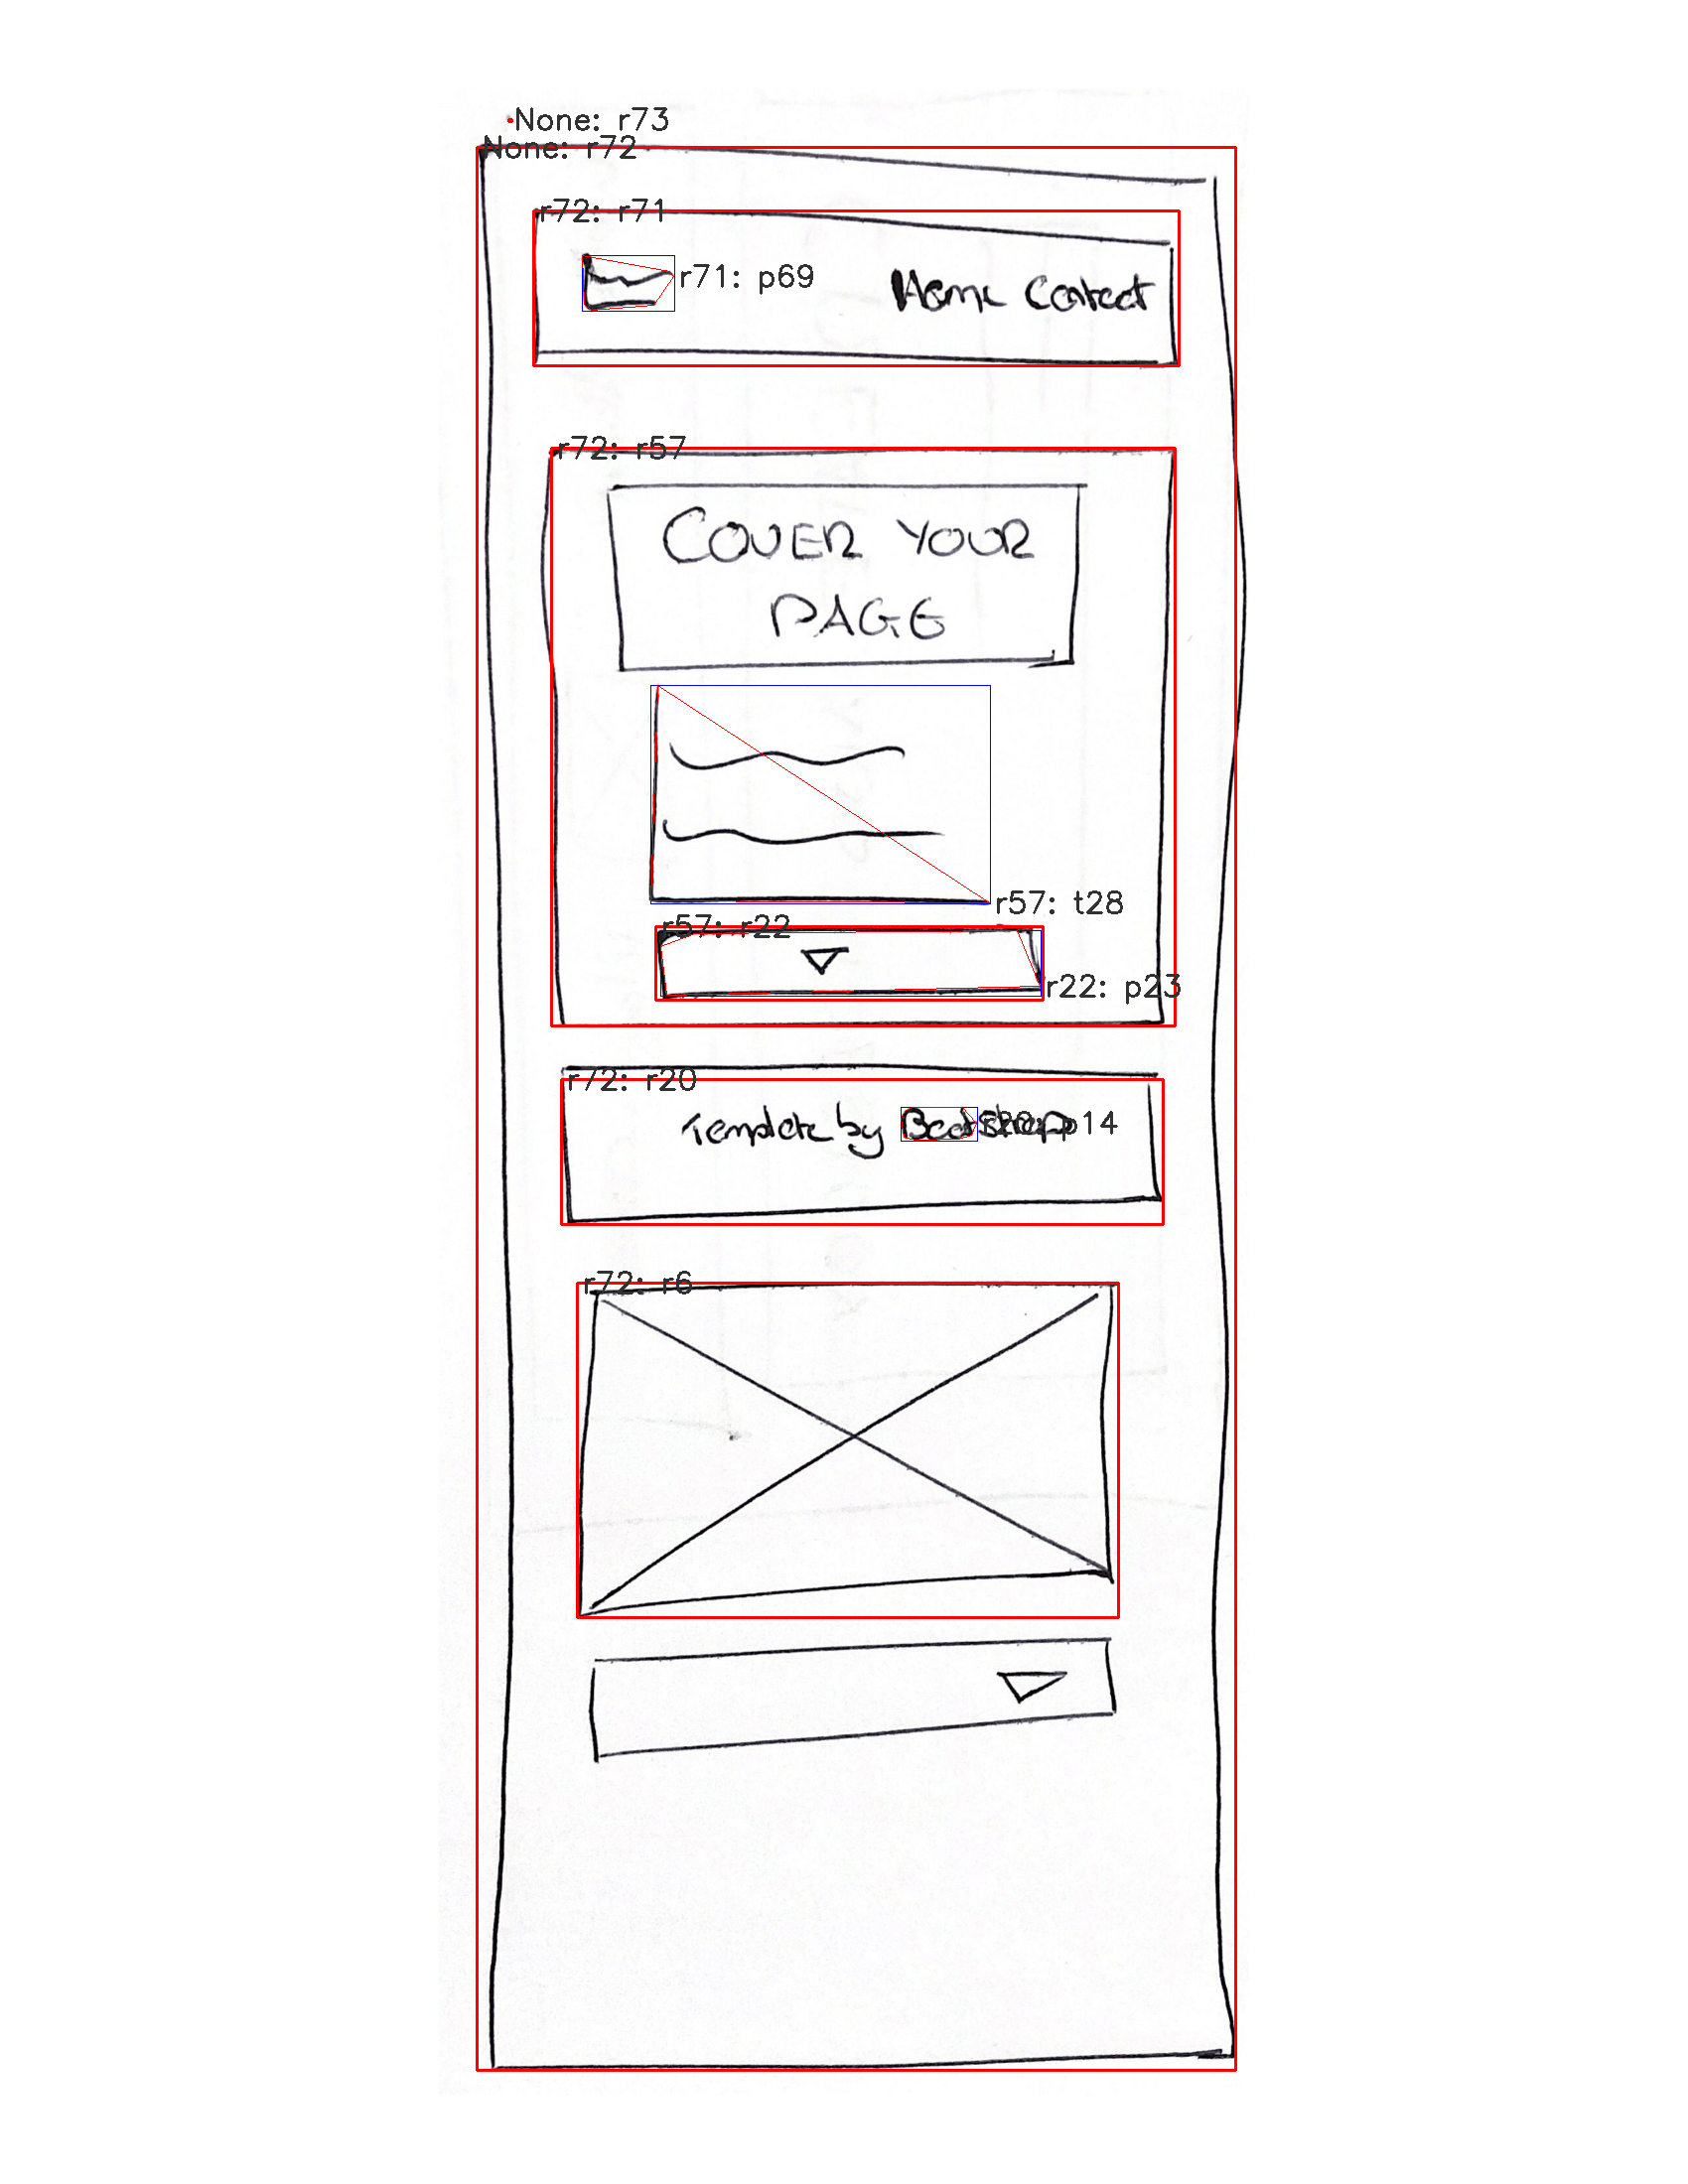 None: r73
None: r72
r72: r71
r71: p69
Home Contact
r72: r57
COVER YOUR
PAGE
r57: t28
r57: r22
r22: p23
r72: r20
Template by Bootstrap p14
r72: r6